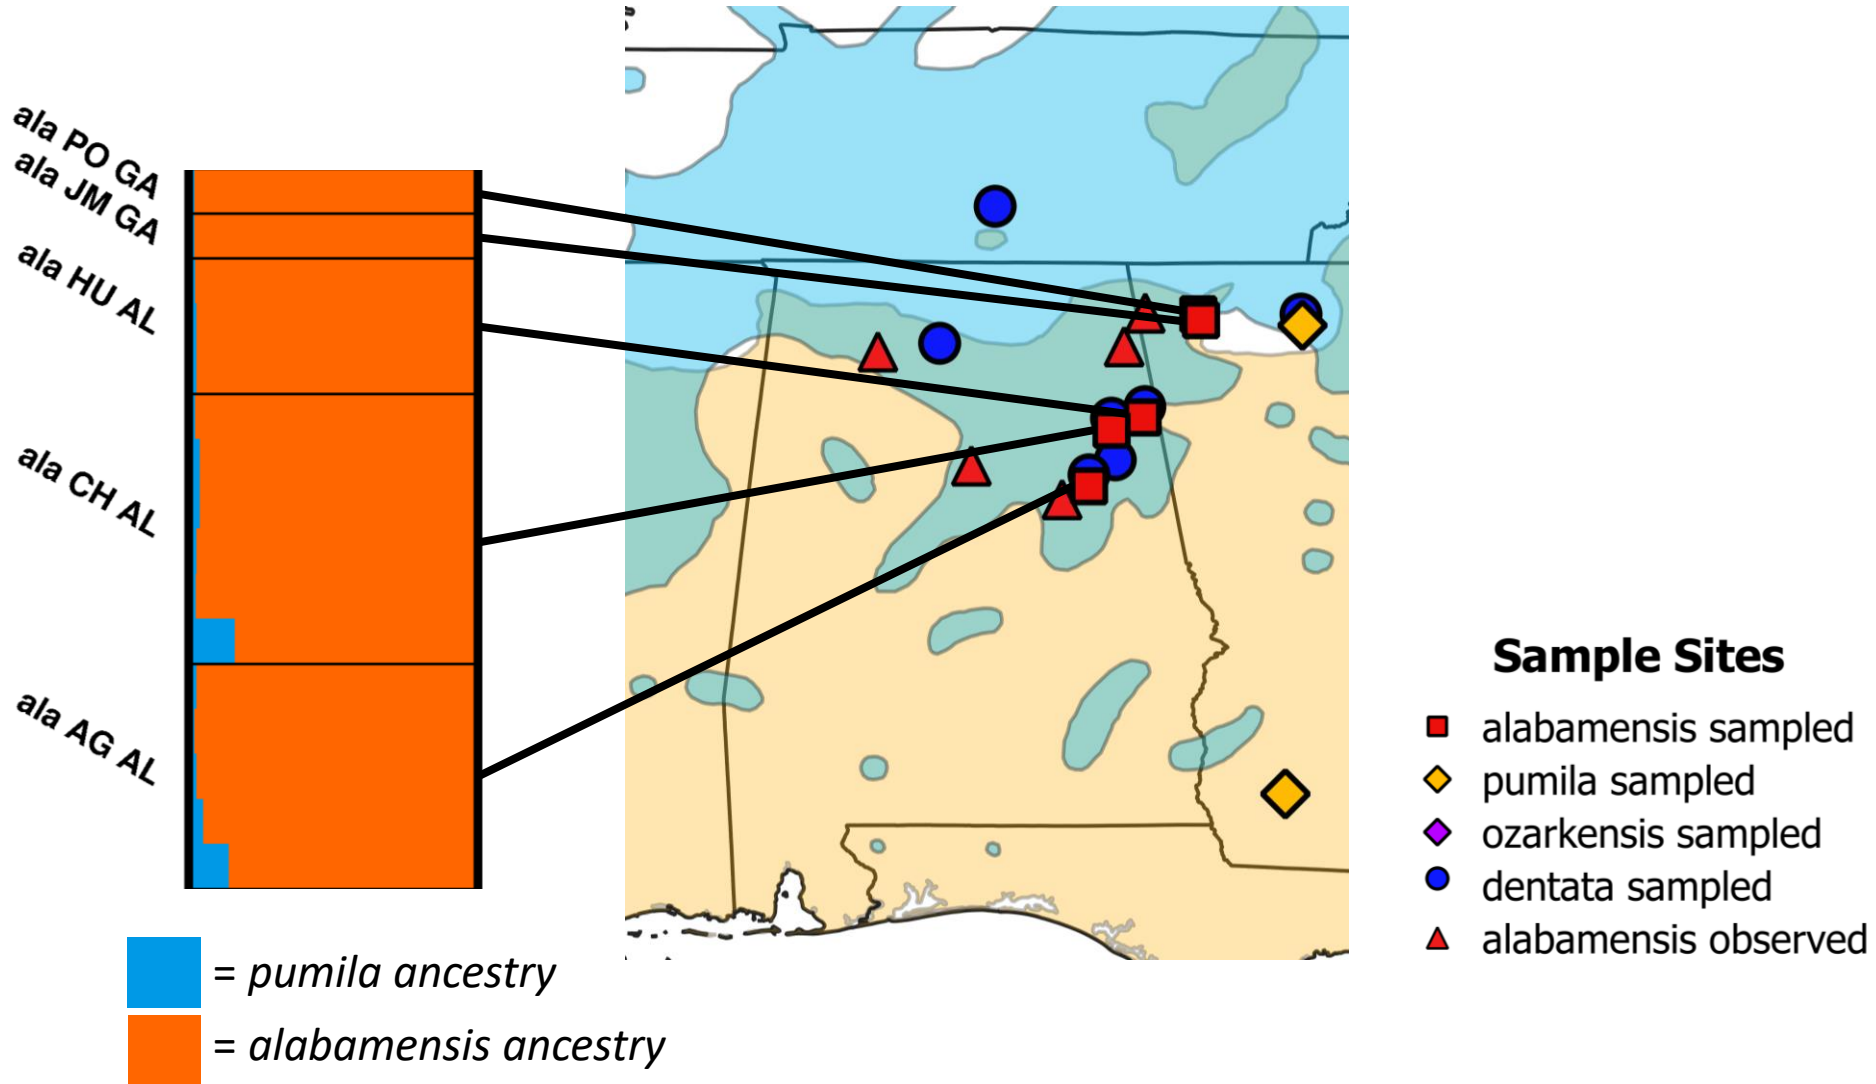 ala PO GA
ala JM GA
ala HU AL
ala CH AL
ala AG AL
= pumila ancestry
= alabamensis ancestry
Sample Sites
alabamensis sampled
pumila sampled
ozarkensis sampled
dentata sampled
alabamensis observed